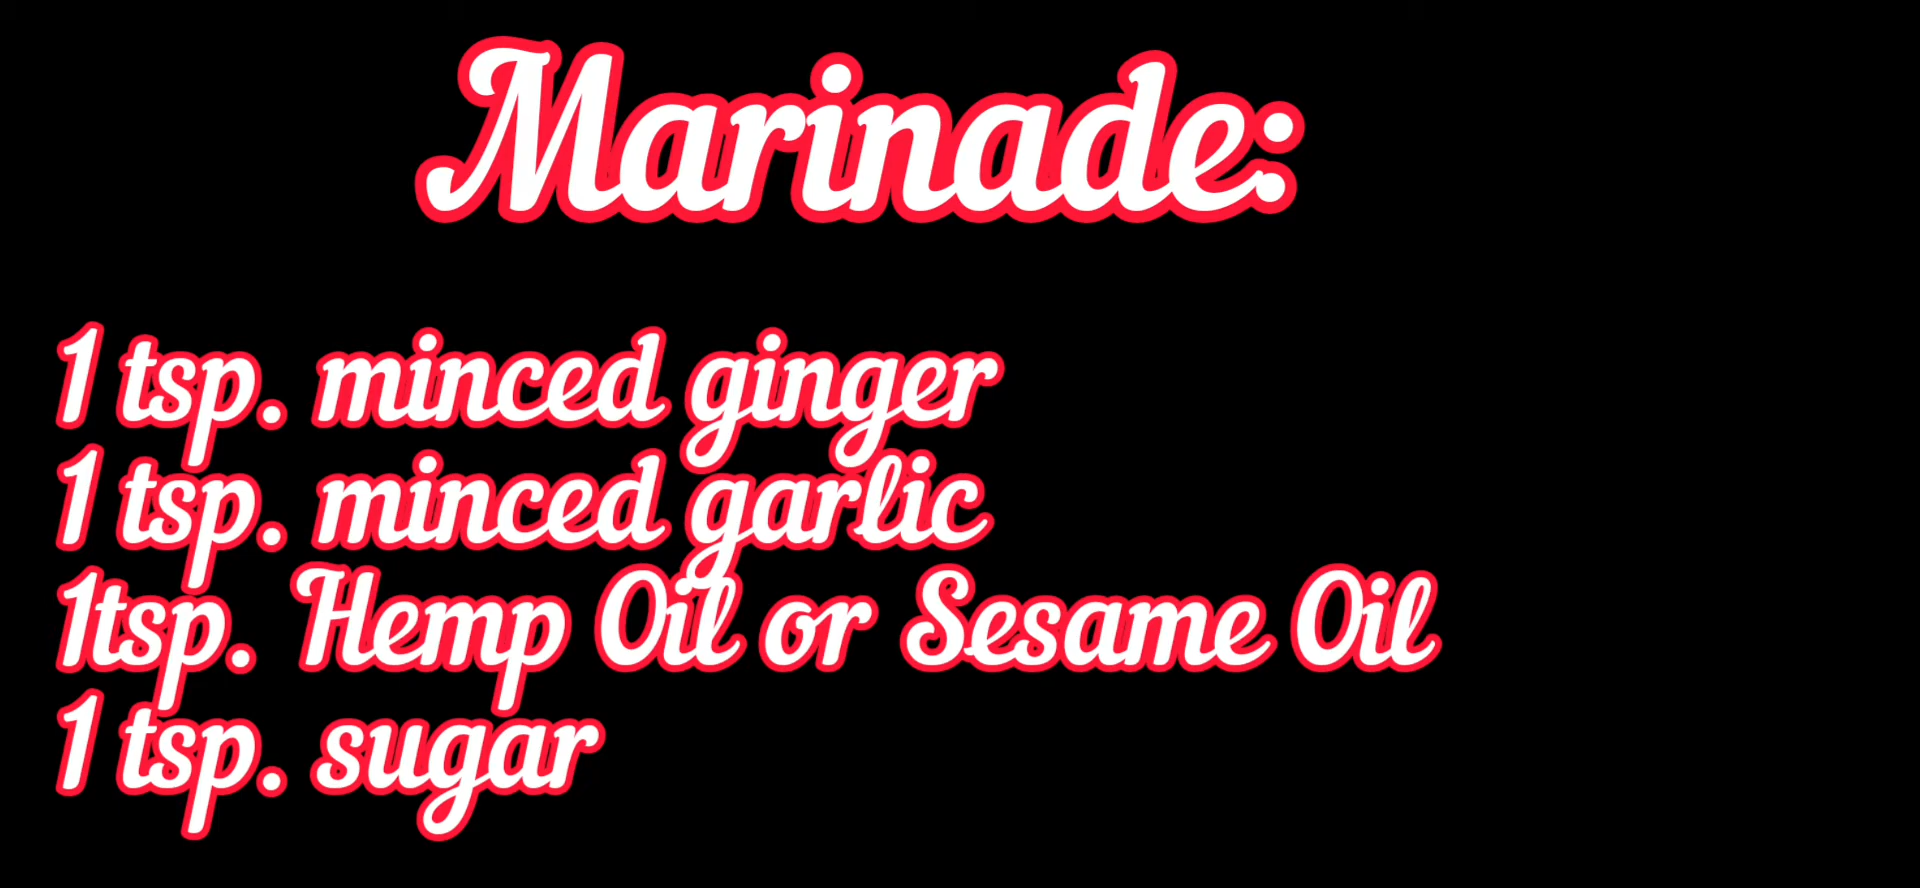 Marinade:
1 tsp. minced ginger
1 tsp. minced garlic
1tsp. Hemp Oil or Sesame Oil
1 tsp. sugar